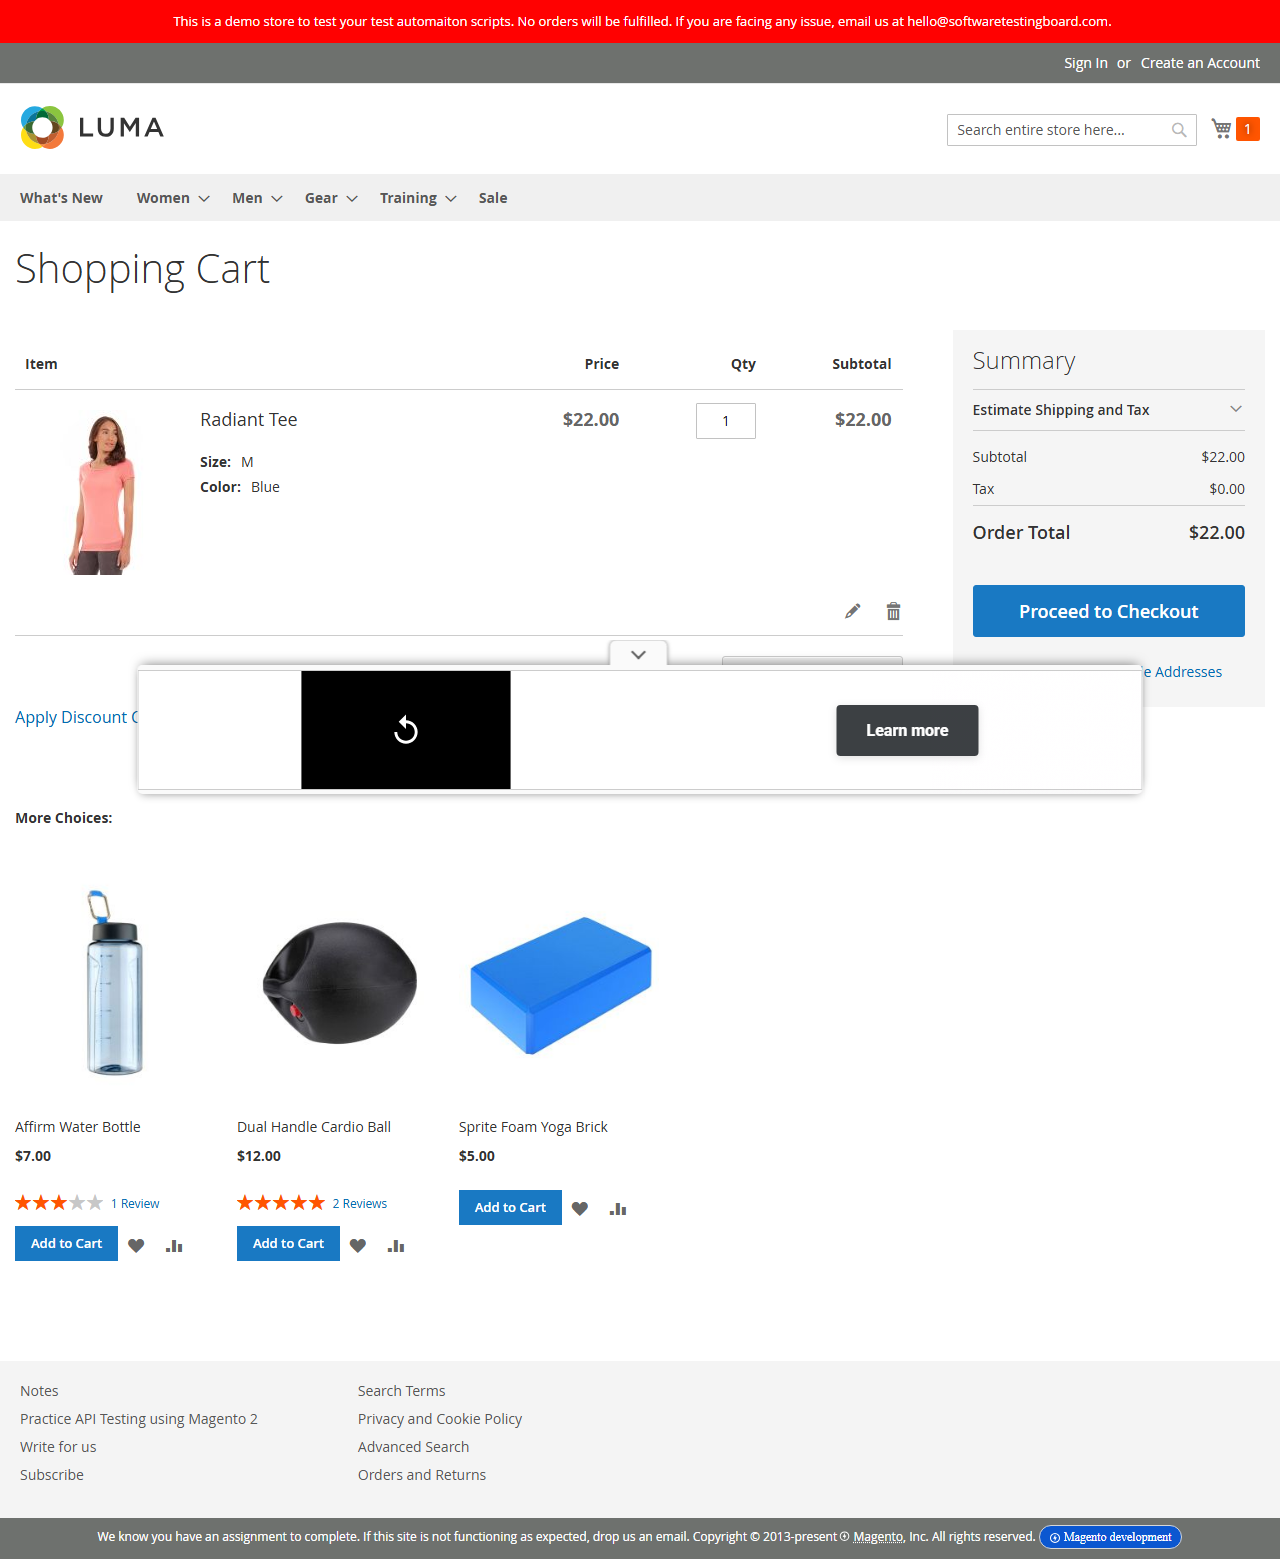 This is a demo store to test your test automaiton scripts. No orders will be fulfilled. If you are facing any issue, email us at hello@softwaretestingboard.com.
Sign In or Create an Account
LUMA
Search entire store here...
1
What's New Women Men Gear Training Sale
Shopping Cart
Item Price Qty Subtotal
Radiant Tee $22.00 1 $22.00
Size: M
Color: Blue
Summary
Estimate Shipping and Tax
Subtotal $22.00
Tax $0.00
Order Total $22.00
Proceed to Checkout
Addresses
Apply Discount
Learn more
More Choices:
Affirm Water Bottle
$7.00
1 Review
Add to Cart
Dual Handle Cardio Ball
$12.00
2 Reviews
Add to Cart
Sprite Foam Yoga Brick
$5.00
Add to Cart
Notes
Practice API Testing using Magento 2
Write for us
Subscribe
Search Terms
Privacy and Cookie Policy
Advanced Search
Orders and Returns
We know you have an assignment to complete. If this site is not functioning as expected, drop us an email. Copyright © 2013-present Magento, Inc. All rights reserved. Magento development